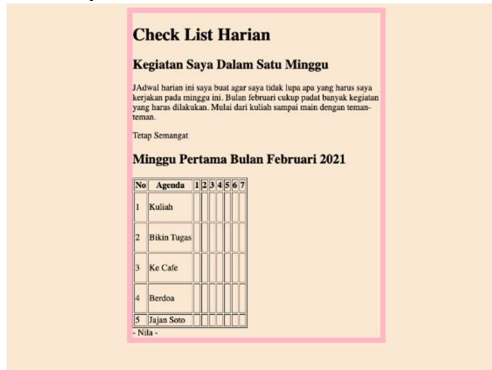 Check List Harian
Kegiatan Saya Dalam Satu Minggu
JAdwal harian ini saya buat agar saya tidak lupa apa yang harus saya
kerjakan pada minggu ini. Bulan februari cukup padat banyak kegiatan
yang harus dilakukan. Mulai dari kuliah sampai main dengan teman-
teman.
Tetap Semangat
Minggu Pertama Bulan Februari 2021
No Agenda 1 2 3 4 5 6 7
1 Kuliah
2 Bikin Tugas
3 Ke Cafe
4 Berdoa
5 Jajan Soto
- Nila -